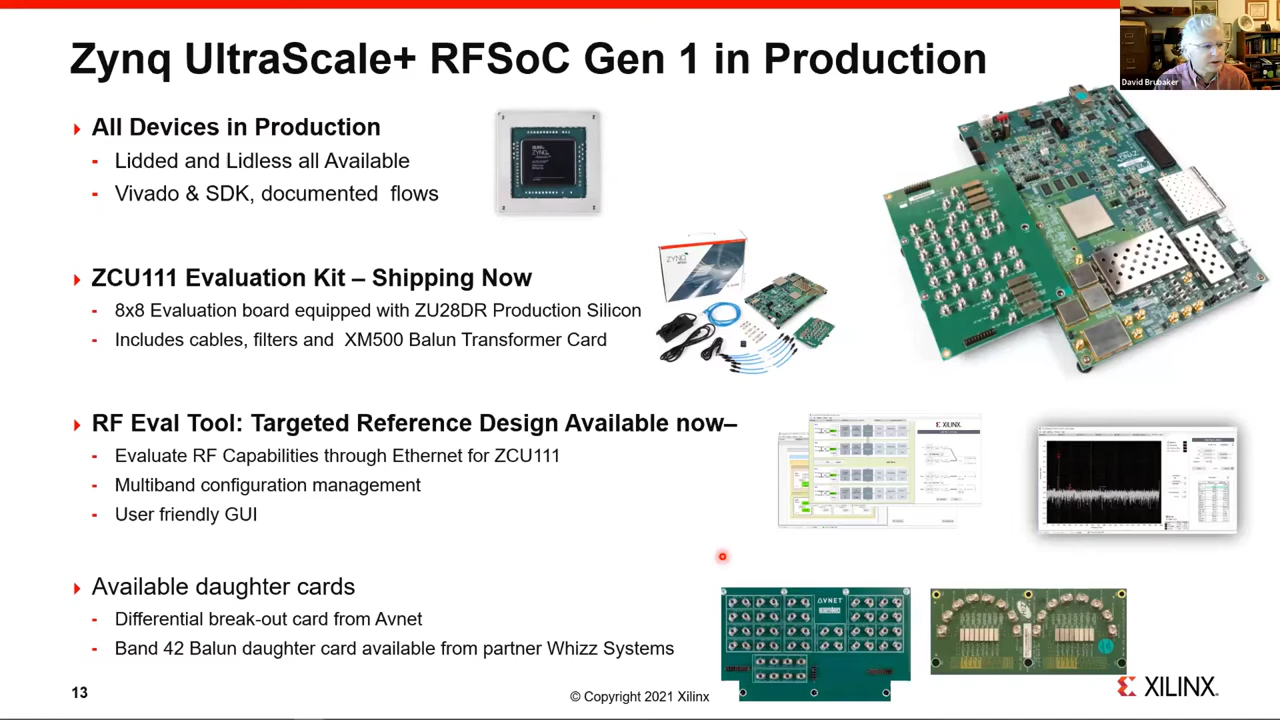 Zynq UltraScale+ RFSoC Gen 1 in Production
David Brubaker
All Devices in Production
- Lidded and Lidless all Available
- Vivado & SDK, documented flows
ZYNQ
ZCU111 Evaluation Kit – Shipping Now
- 8x8 Evaluation board equipped with ZU28DR Production Silicon
- Includes cables, filters and XM500 Balun Transformer Card
ZYNQ
RF Eval Tool: Targeted Reference Design Available now–
- Evaluate RF Capabilities through Ethernet for ZCU111
- Multiband configuration management
- User friendly GUI
XILINX
Available daughter cards
- Differential break-out card from Avnet
- Band 42 Balun daughter card available from partner Whizz Systems
AVNET
13
© Copyright 2021 Xilinx
XILINX